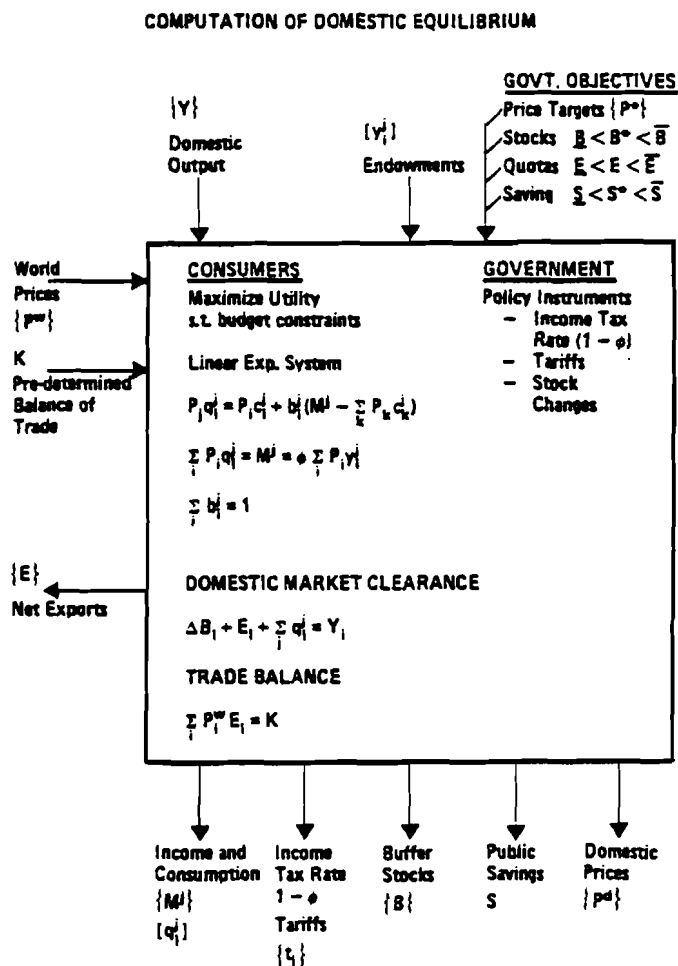 COMPUTATION OF DOMESTIC EQUILIBRIUM
{Y}
Domestic
Output
[y_i^j]
Endowments
GOVT. OBJECTIVES
Price Targets {P*}
Stocks B̲ < B* < B̅
Quotas E̲ < E < E̅
Saving S̲ < S* < S̅
World
Prices
{P^w}
K
Pre-determined
Balance of
Trade
{E}
Net Exports
CONSUMERS
Maximize Utility
s.t. budget constraints
Linear Exp. System
P_j q_i^j = P_i c_i^j + b_i^j (M^j − Σ_k P_k c_k^j)
Σ_i P_i q_i^j = M^j = φ Σ_i P_i y_i^j
Σ_i b_i^j = 1
GOVERNMENT
Policy Instruments
– Income Tax
Rate (1 − φ)
– Tariffs
– Stock
Changes
DOMESTIC MARKET CLEARANCE
ΔB_i + E_i + Σ_j q_i^j = Y_i
TRADE BALANCE
Σ_i P_i^w E_i = K
Income and
Consumption
{M^j}
[q_i^j]
Income
Tax Rate
1 − φ
Tariffs
{t_i}
Buffer
Stocks
{B}
Public
Savings
S
Domestic
Prices
{P^d}